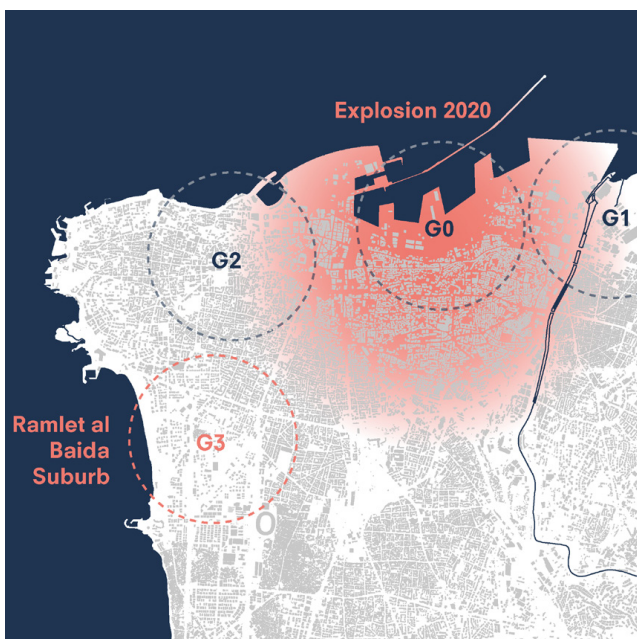 Explosion 2020
G0
G1
G2
G3
Ramlet al
Baida
Suburb